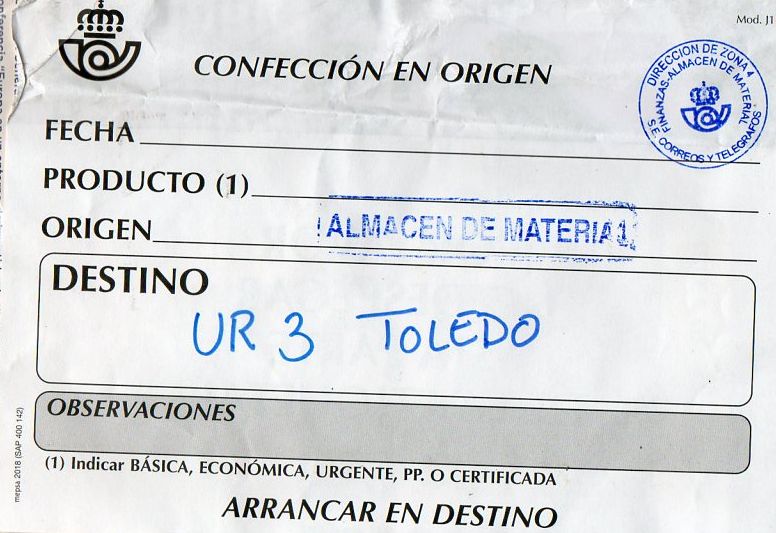 Mod. J1
CONFECCIÓN EN ORIGEN
DIRECCION DE ZONA 4
FINANZAS-ALMACEN DE MATERIAL
S.E. CORREOS Y TELEGRAFOS
FECHA
PRODUCTO (1)
ORIGEN
ALMACEN DE MATERIAL
DESTINO
UR 3 TOLEDO
OBSERVACIONES
(1) Indicar BÁSICA, ECONÓMICA, URGENTE, PP. O CERTIFICADA
ARRANCAR EN DESTINO
mepsa 2018 (SAP 400 142)